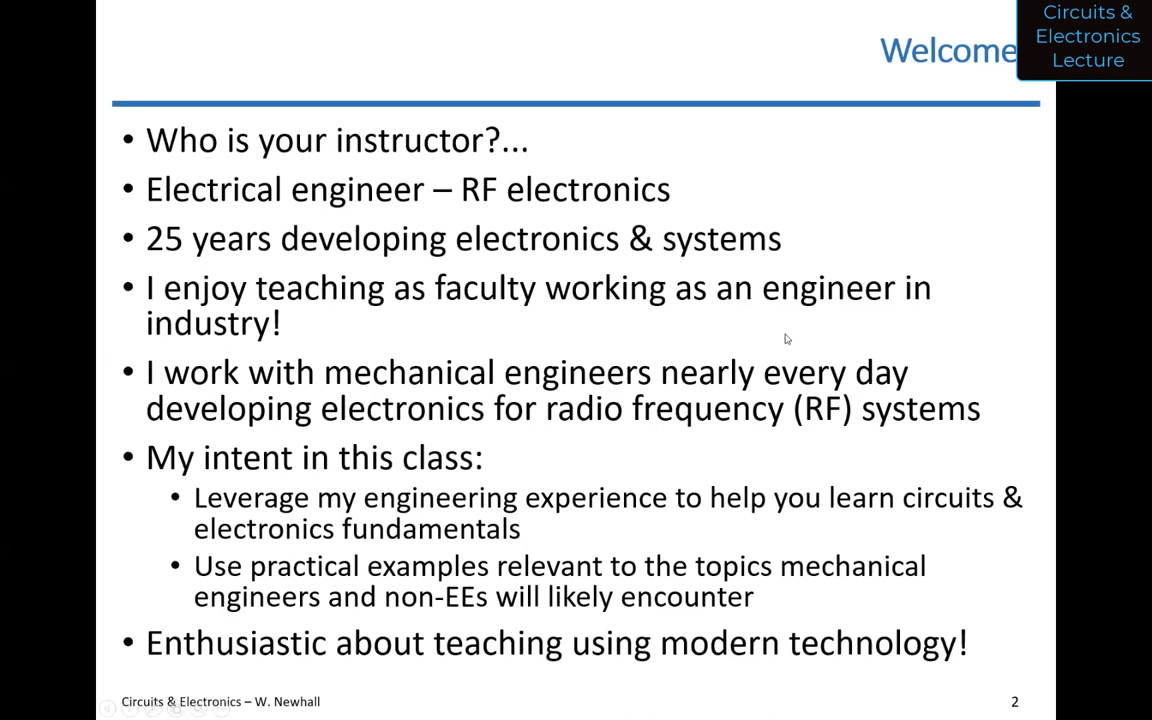 Circuits &
Electronics
Lecture
Welcome
• Who is your instructor?...
• Electrical engineer – RF electronics
• 25 years developing electronics & systems
• I enjoy teaching as faculty working as an engineer in
industry!
• I work with mechanical engineers nearly every day
developing electronics for radio frequency (RF) systems
• My intent in this class:
• Leverage my engineering experience to help you learn circuits &
electronics fundamentals
• Use practical examples relevant to the topics mechanical
engineers and non-EEs will likely encounter
• Enthusiastic about teaching using modern technology!
Circuits & Electronics – W. Newhall
2